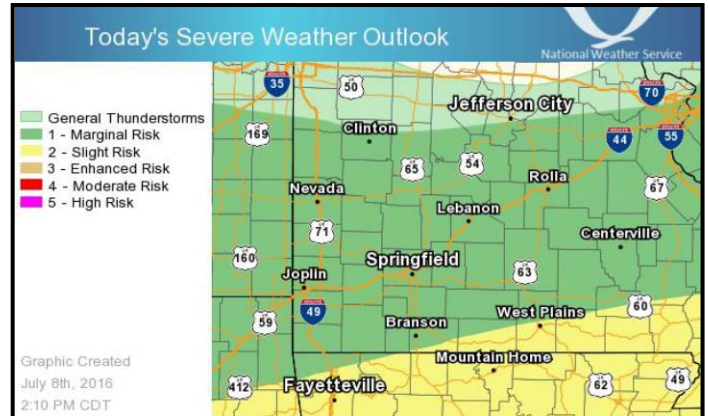 Today's Severe Weather Outlook
National Weather Service
General Thunderstorms
1 - Marginal Risk
2 - Slight Risk
3 - Enhanced Risk
4 - Moderate Risk
5 - High Risk
Graphic Created
July 8th, 2016
2:10 PM CDT
35
50
70
Jefferson City
169
Clinton
44
55
65
54
Rolla
67
Nevada
Lebanon
71
Centerville
160
Springfield
63
Joplin
49
60
59
West Plains
Branson
Mountain Home
412
Fayetteville
62
49